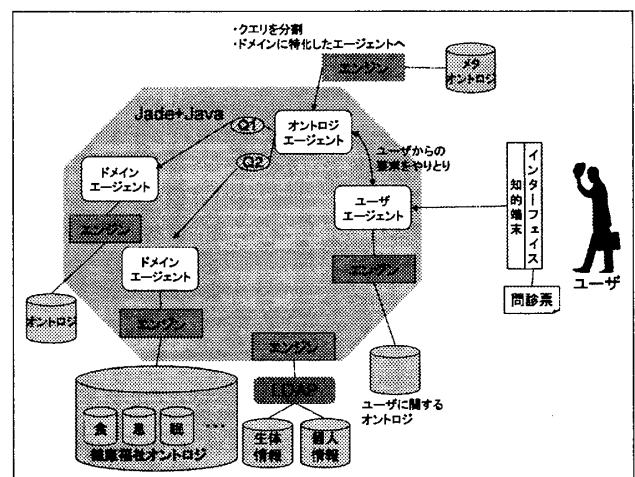 ・クエリを分割
・ドメインに特化したエージェントへ
エンジン
メタ
オントロジ
Jade+Java
Q1
オントロジ
エージェント
Q2
ユーザからの
要求をやりとり
ドメイン
エージェント
ユーザ
エージェント
インターフェイス
知的端末
エンジン
ドメイン
エージェント
エンジン
ユーザ
問診票
オントロジ
エンジン
エンジン
LDAP
ユーザに関する
オントロジ
食
息
眠
・・・
健康福祉オントロジ
生体
情報
個人
情報